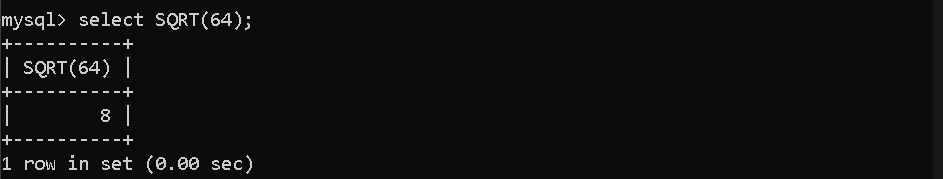 mysql> select SQRT(64);
+----------+
| SQRT(64) |
+----------+
|        8 |
+----------+
1 row in set (0.00 sec)